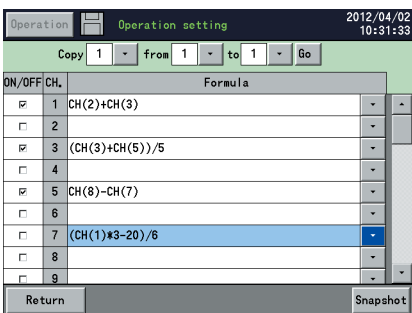 Operation Operation setting 2012/04/02
10:31:33
Copy 1 from 1 to 1 Go
ON/OFF CH. Formula
1 CH(2)+CH(3)
2
3 (CH(3)+CH(5))/5
4
5 CH(8)-CH(7)
6
7 (CH(1)*3-20)/6
8
9
Return Snapshot